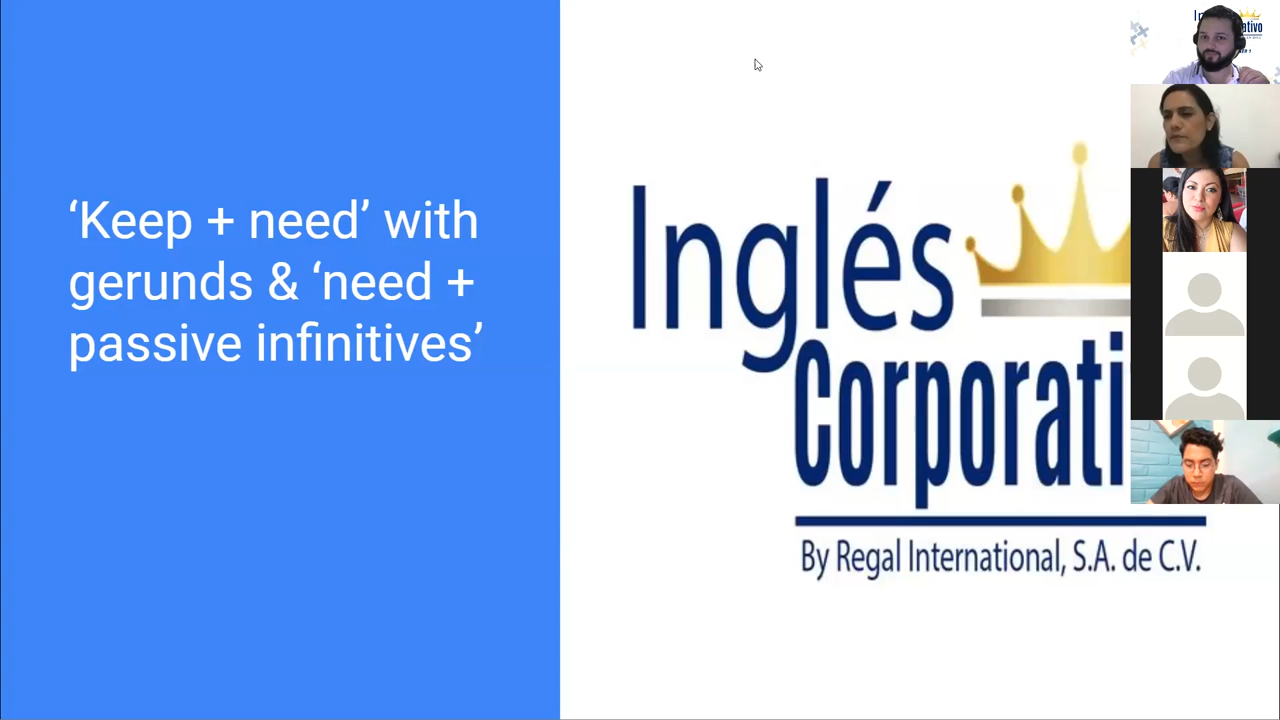 ‘Keep + need’ with
gerunds & ‘need +
passive infinitives’
Inglés
Corporati
By Regal International, S.A. de C.V.